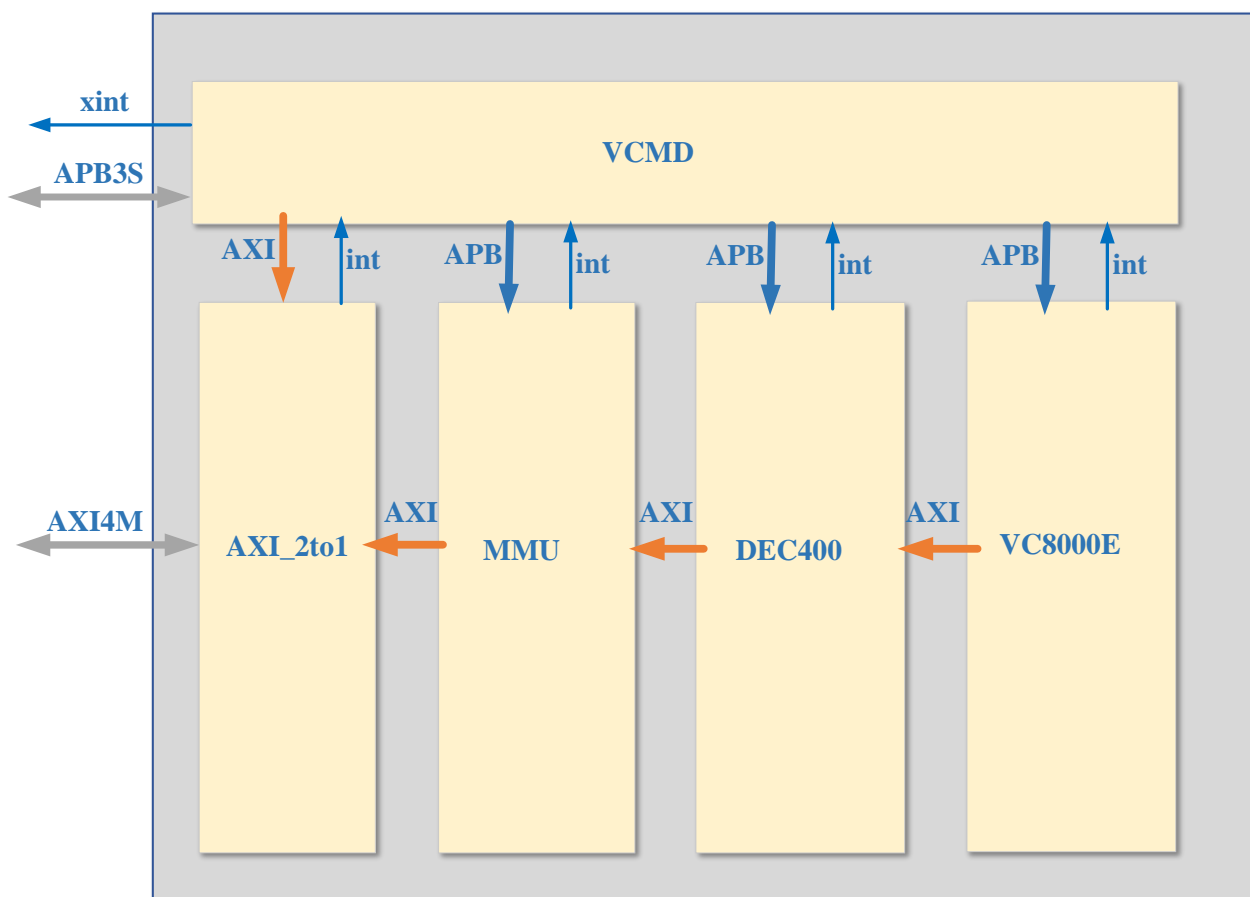 xint
VCMD
APB3S
AXI
int
APB
int
APB
int
APB
int
AXI4M
AXI
AXI
AXI
AXI_2to1
MMU
DEC400
VC8000E